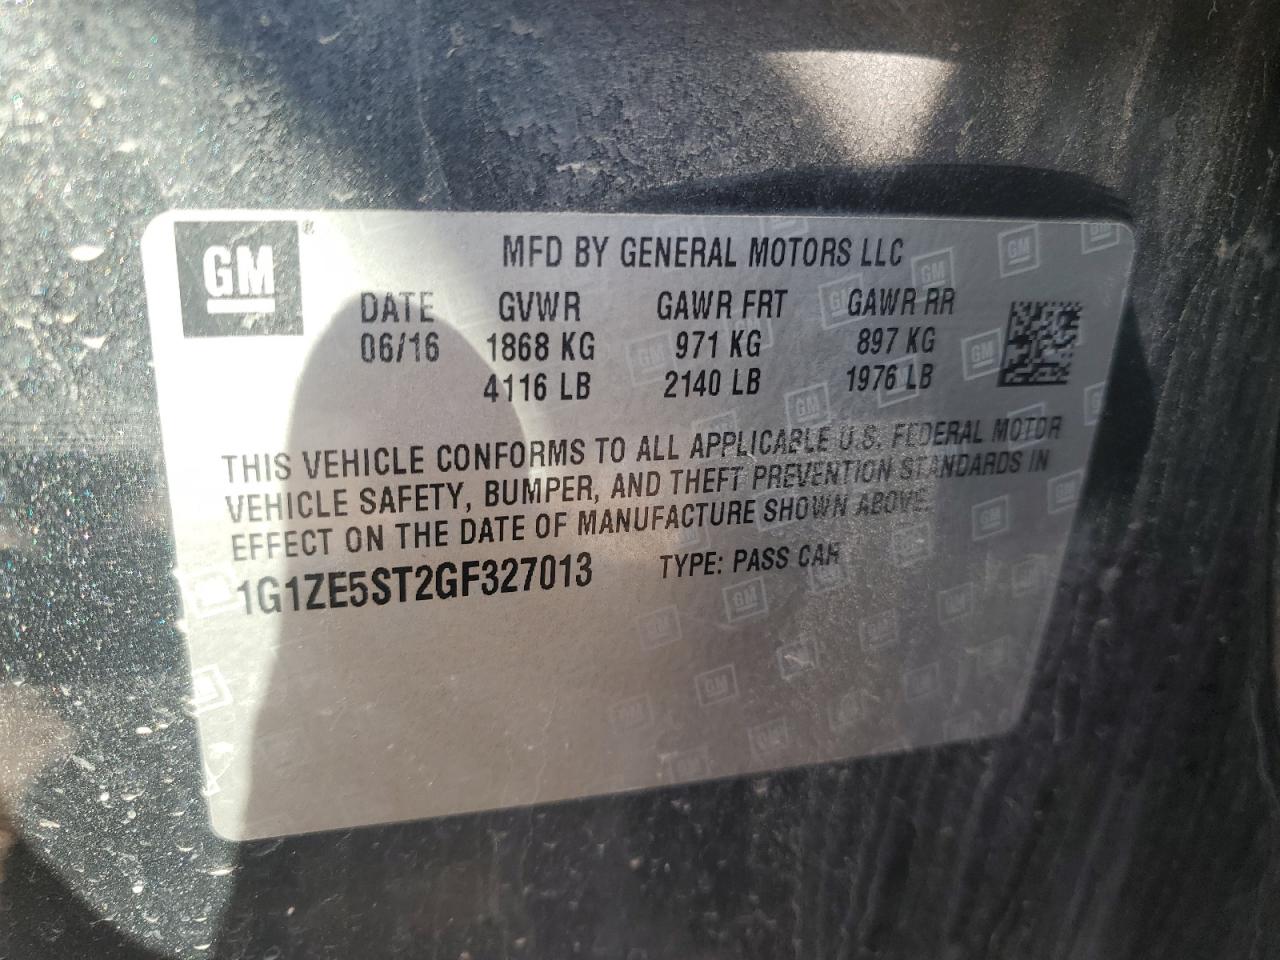 GM ®
MFD BY GENERAL MOTORS LLC
DATE GVWR GAWR FRT GAWR RR
06/16 1868 KG 971 KG 897 KG
4116 LB 2140 LB 1976 LB
THIS VEHICLE CONFORMS TO ALL APPLICABLE U.S. FEDERAL MOTOR
VEHICLE SAFETY, BUMPER, AND THEFT PREVENTION STANDARDS IN
EFFECT ON THE DATE OF MANUFACTURE SHOWN ABOVE.
1G1ZE5ST2GF327013 TYPE: PASS CAR